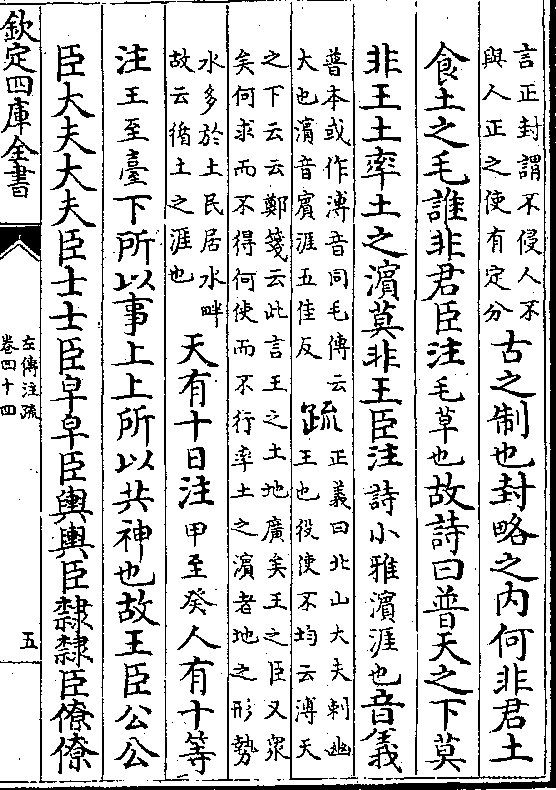 言正封謂不侵人不
與人正之使有定分
古之制也封略之内何非君土
食土之毛誰非君臣注毛草也故詩曰普天之下莫
非王土率土之濱莫非王臣注詩小雅濱涯也音義
普本或作溥音同毛傳云
大也濱音賓涯五佳反
疏
正義曰北山大夫刺幽
王也役使不均云溥天
之下云云鄭箋云此言王之土地廣矣王之臣又衆
矣何求而不得何使而不行率土之濱者地之形勢
水多於土民居水畔
故云循土之涯也
天有十日注甲至癸人有十等
注王至臺下所以事上上所以共神也故王臣公公
臣大夫大夫臣士士臣皁皁臣輿輿臣隸隸臣僚僚
欽定四庫全書
左傳注疏
卷四十四
五